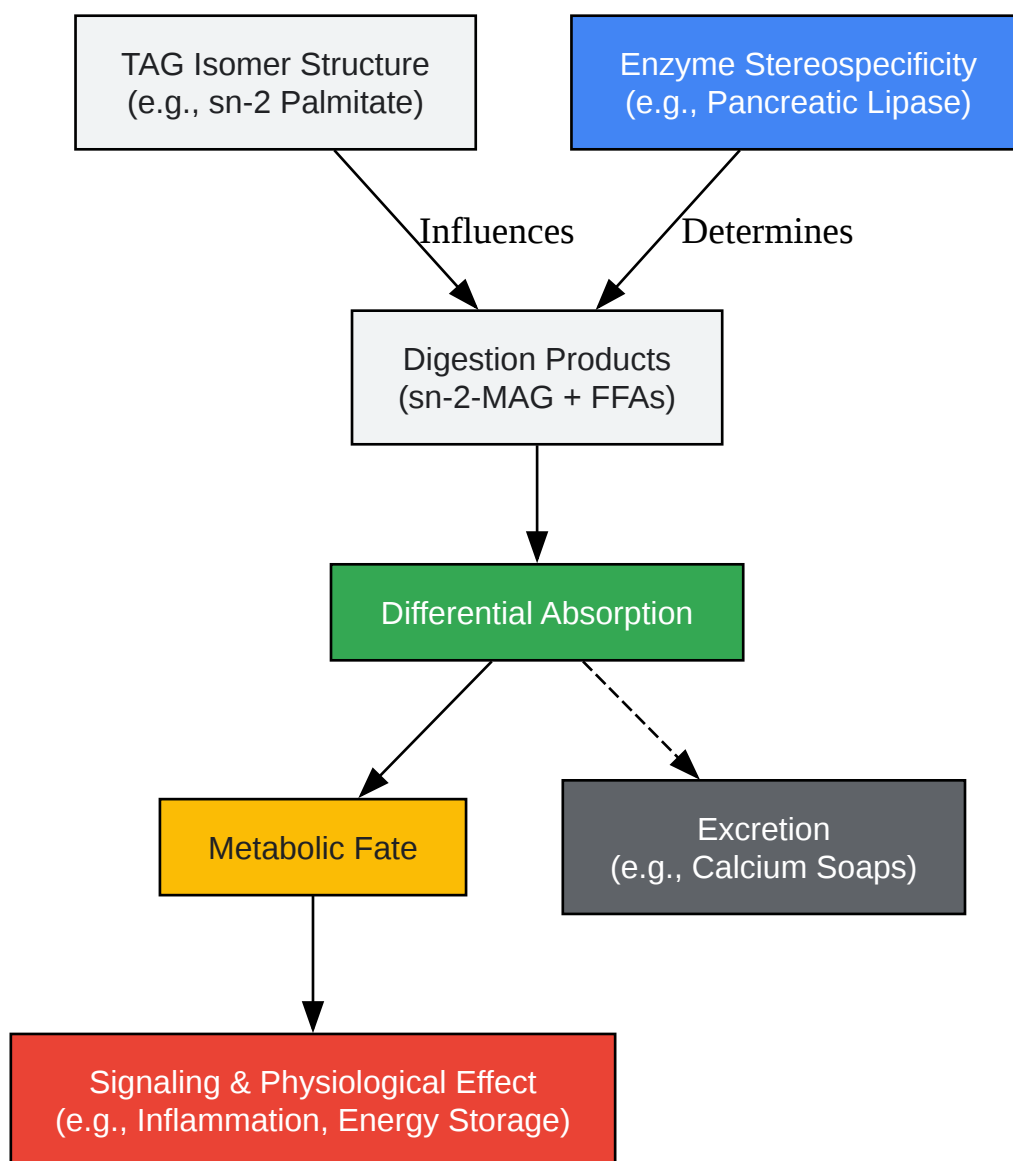 TAG Isomer Structure
(e.g., sn-2 Palmitate)
Enzyme Stereospecificity
(e.g., Pancreatic Lipase)
Influences
Determines
Digestion Products
(sn-2-MAG + FFAs)
Differential Absorption
Metabolic Fate
Excretion
(e.g., Calcium Soaps)
Signaling & Physiological Effect
(e.g., Inflammation, Energy Storage)